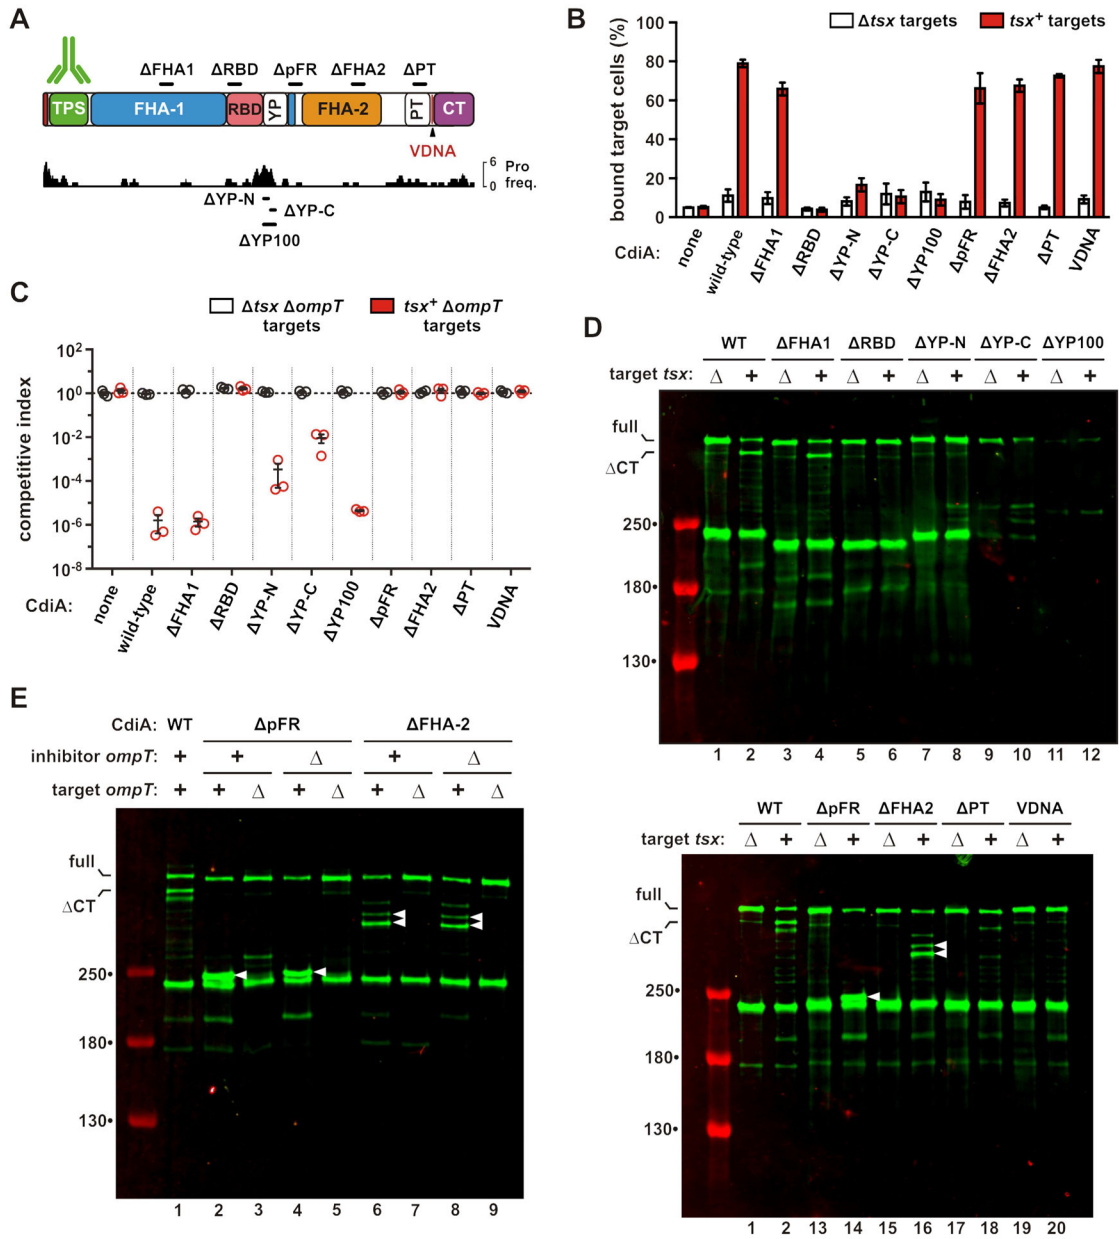 A
ΔFHA1 ΔRBD ΔpFR ΔFHA2 ΔPT
TPS FHA-1 RBD YP FHA-2 PT CT
VDNA
6 Pro
0 freq.
ΔYP-N
ΔYP-C
ΔYP100
B
Δtsx targets tsx+ targets
bound target cells (%)
100
80
60
40
20
0
CdiA: none wild-type ΔFHA1 ΔRBD ΔYP-N ΔYP-C ΔYP100 ΔpFR ΔFHA2 ΔPT VDNA
C
Δtsx ΔompT targets tsx+ ΔompT targets
competitive index
10^2
10^0
10^-2
10^-4
10^-6
10^-8
CdiA: none wild-type ΔFHA1 ΔRBD ΔYP-N ΔYP-C ΔYP100 ΔpFR ΔFHA2 ΔPT VDNA
D
WT ΔFHA1 ΔRBD ΔYP-N ΔYP-C ΔYP100
target tsx: Δ + Δ + Δ + Δ + Δ + Δ +
full
ΔCT
250
180
130
1 2 3 4 5 6 7 8 9 10 11 12
WT ΔpFR ΔFHA2 ΔPT VDNA
target tsx: Δ + Δ + Δ + Δ + Δ +
full
ΔCT
250
180
130
1 2 13 14 15 16 17 18 19 20
E
CdiA: WT ΔpFR ΔFHA-2
inhibitor ompT: + + Δ + Δ
target ompT: + + Δ + Δ + Δ + Δ
full
ΔCT
250
180
130
1 2 3 4 5 6 7 8 9